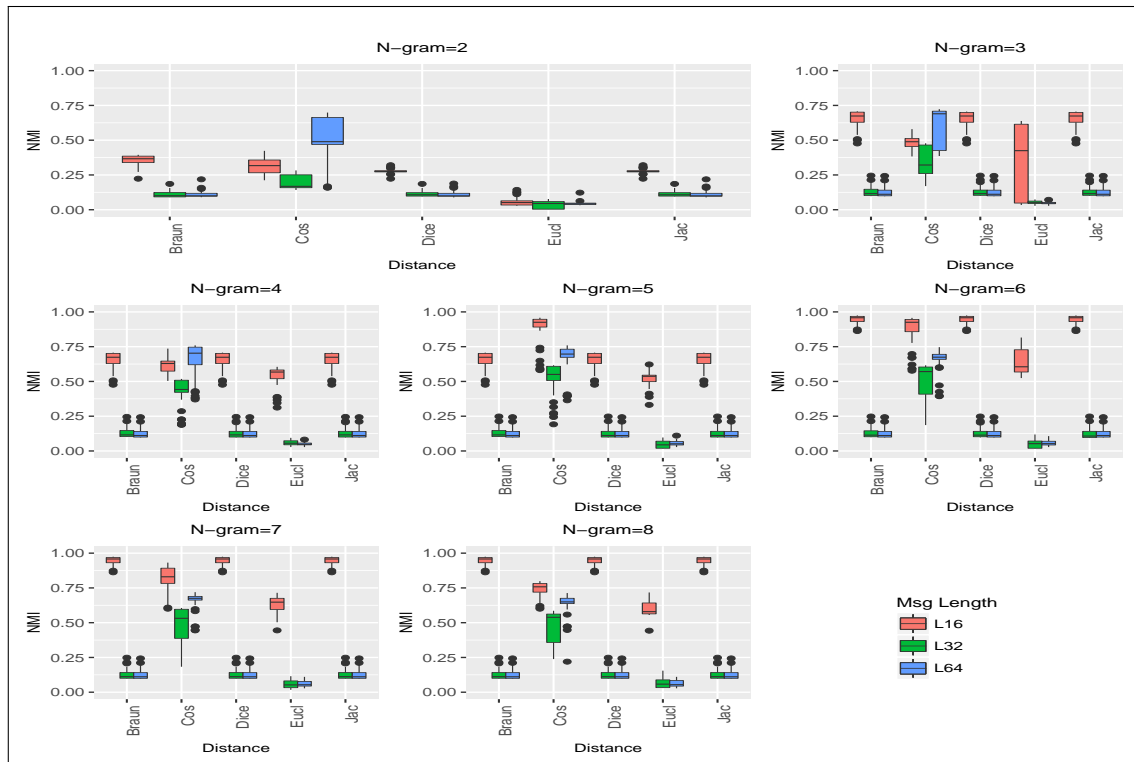 N-gram=2
NMI
1.00
0.75
0.50
0.25
0.00
Braun
Cos
Dice
Eucl
Jac
Distance
N-gram=3
NMI
1.00
0.75
0.50
0.25
0.00
Braun
Cos
Dice
Eucl
Jac
Distance
N-gram=4
NMI
1.00
0.75
0.50
0.25
0.00
Braun
Cos
Dice
Eucl
Jac
Distance
N-gram=5
NMI
1.00
0.75
0.50
0.25
0.00
Braun
Cos
Dice
Eucl
Jac
Distance
N-gram=6
NMI
1.00
0.75
0.50
0.25
0.00
Braun
Cos
Dice
Eucl
Jac
Distance
N-gram=7
NMI
1.00
0.75
0.50
0.25
0.00
Braun
Cos
Dice
Eucl
Jac
Distance
N-gram=8
NMI
1.00
0.75
0.50
0.25
0.00
Braun
Cos
Dice
Eucl
Jac
Distance
Msg Length
L16
L32
L64